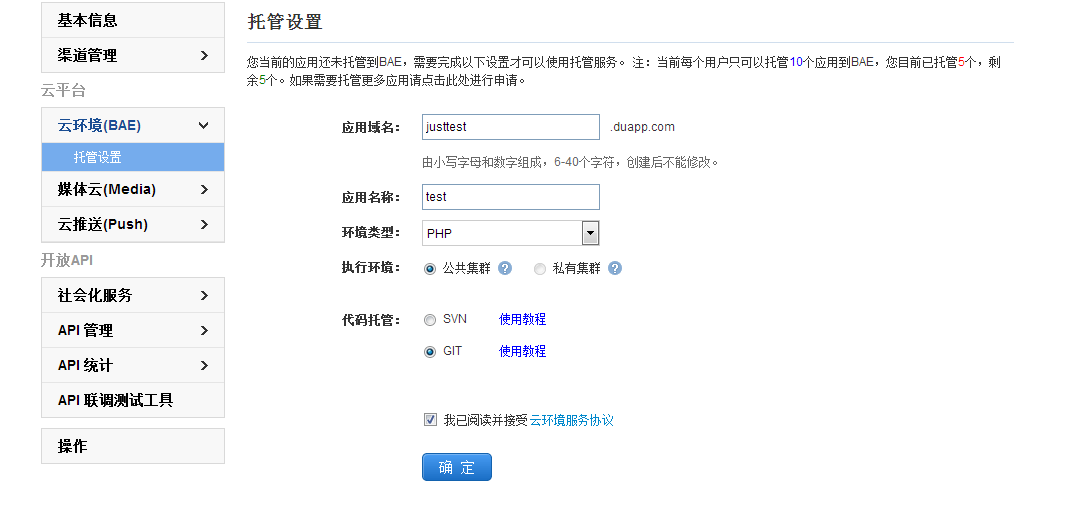 基本信息
渠道管理
云平台
云环境(BAE)
托管设置
媒体云(Media)
云推送(Push)
开放API
社会化服务
API 管理
API 统计
API 联调测试工具
操作
托管设置
您当前的应用还未托管到BAE，需要完成以下设置才可以使用托管服务。 注：当前每个用户只可以托管10个应用到BAE，您目前已托管5个，剩
余5个。如果需要托管更多应用请点击此处进行申请。
应用域名： justtest .duapp.com
由小写字母和数字组成，6-40个字符，创建后不能修改。
应用名称： test
环境类型： PHP
执行环境： 公共集群 ? 私有集群 ?
代码托管： SVN 使用教程
GIT 使用教程
我已阅读并接受云环境服务协议
确 定